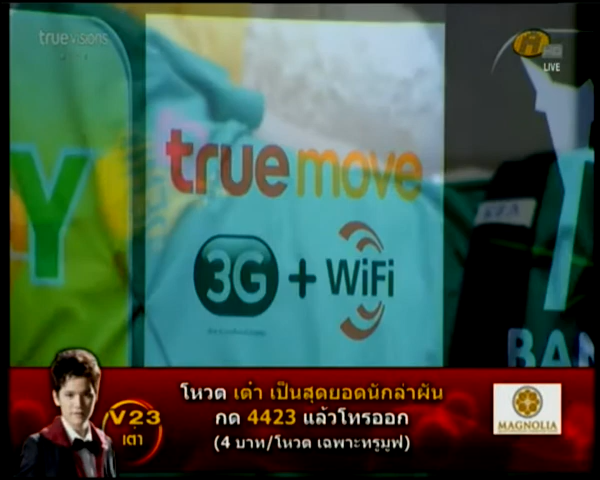 truevisions
HD
LIVE
truemove
3G + WiFi
Y
BAN
V23
เต๋า
โหวต เต๋า เป็นสุดยอดนักล่าฝัน
กด 4423 แล้วโทรออก
(4 บาท/โหวต เฉพาะทรูมูฟ)
MAGNOLIA